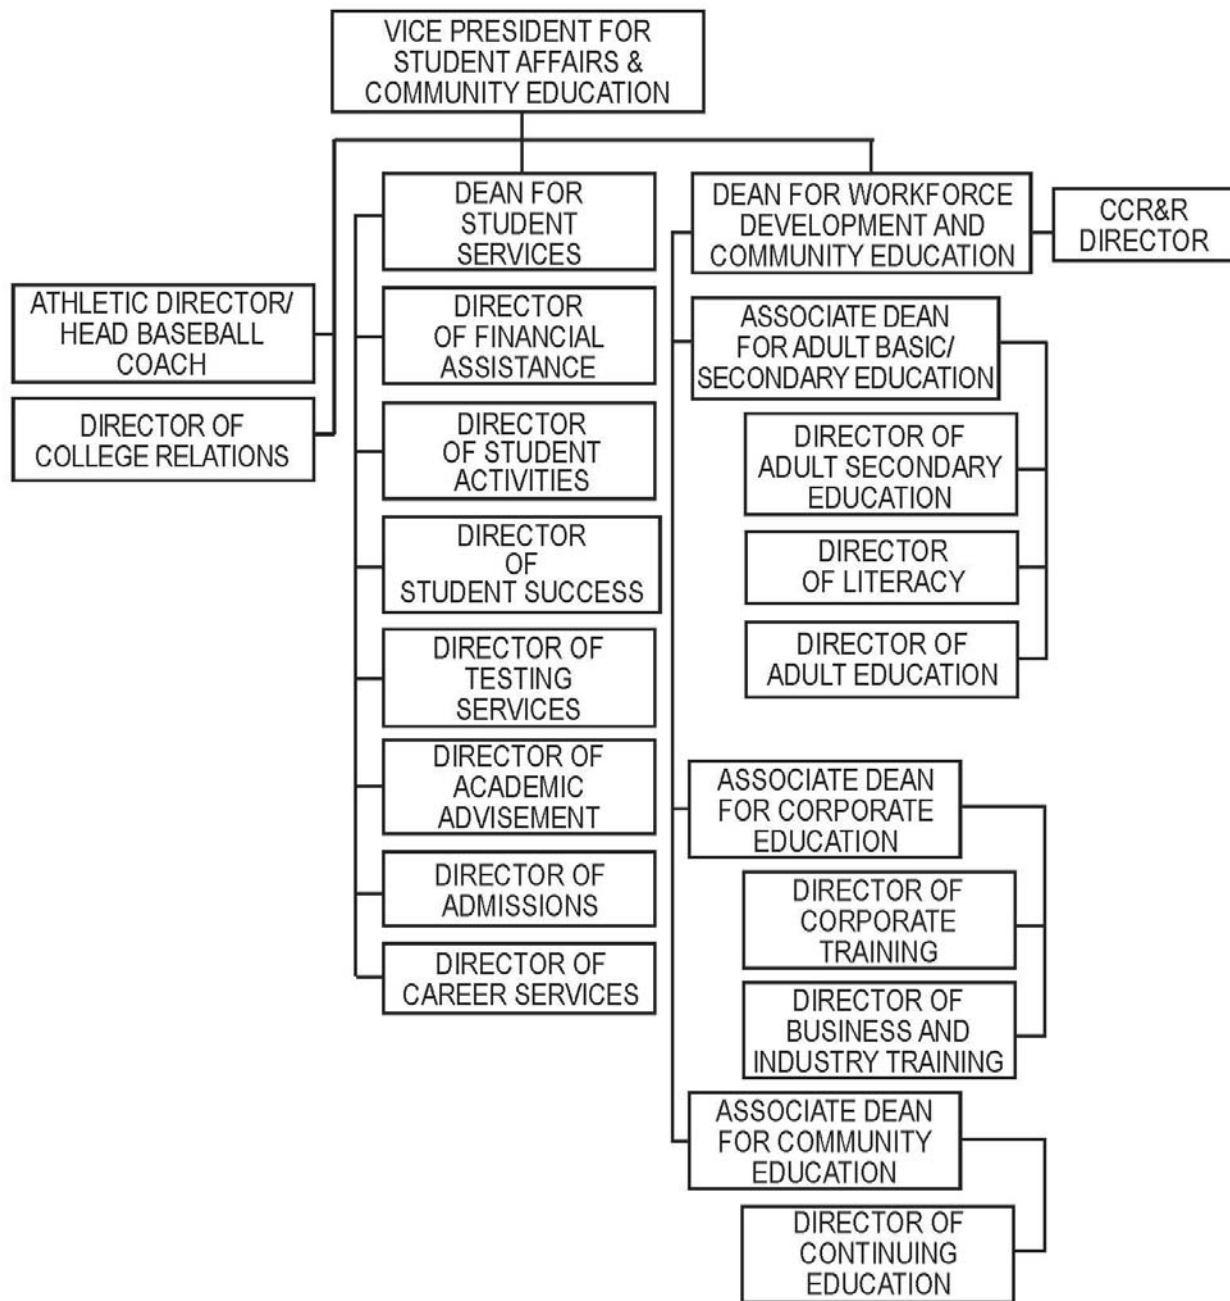 VICE PRESIDENT FOR
STUDENT AFFAIRS &
COMMUNITY EDUCATION
DEAN FOR
STUDENT
SERVICES
DEAN FOR WORKFORCE
DEVELOPMENT AND
COMMUNITY EDUCATION
CCR&R
DIRECTOR
ATHLETIC DIRECTOR/
HEAD BASEBALL
COACH
DIRECTOR OF
COLLEGE RELATIONS
DIRECTOR
OF FINANCIAL
ASSISTANCE
DIRECTOR
OF STUDENT
ACTIVITIES
DIRECTOR
OF
STUDENT SUCCESS
DIRECTOR OF
TESTING
SERVICES
DIRECTOR OF
ACADEMIC
ADVISEMENT
DIRECTOR OF
ADMISSIONS
DIRECTOR OF
CAREER SERVICES
ASSOCIATE DEAN
FOR ADULT BASIC/
SECONDARY EDUCATION
DIRECTOR OF
ADULT SECONDARY
EDUCATION
DIRECTOR
OF LITERACY
DIRECTOR OF
ADULT EDUCATION
ASSOCIATE DEAN
FOR CORPORATE
EDUCATION
DIRECTOR OF
CORPORATE
TRAINING
DIRECTOR OF
BUSINESS AND
INDUSTRY TRAINING
ASSOCIATE DEAN
FOR COMMUNITY
EDUCATION
DIRECTOR OF
CONTINUING
EDUCATION